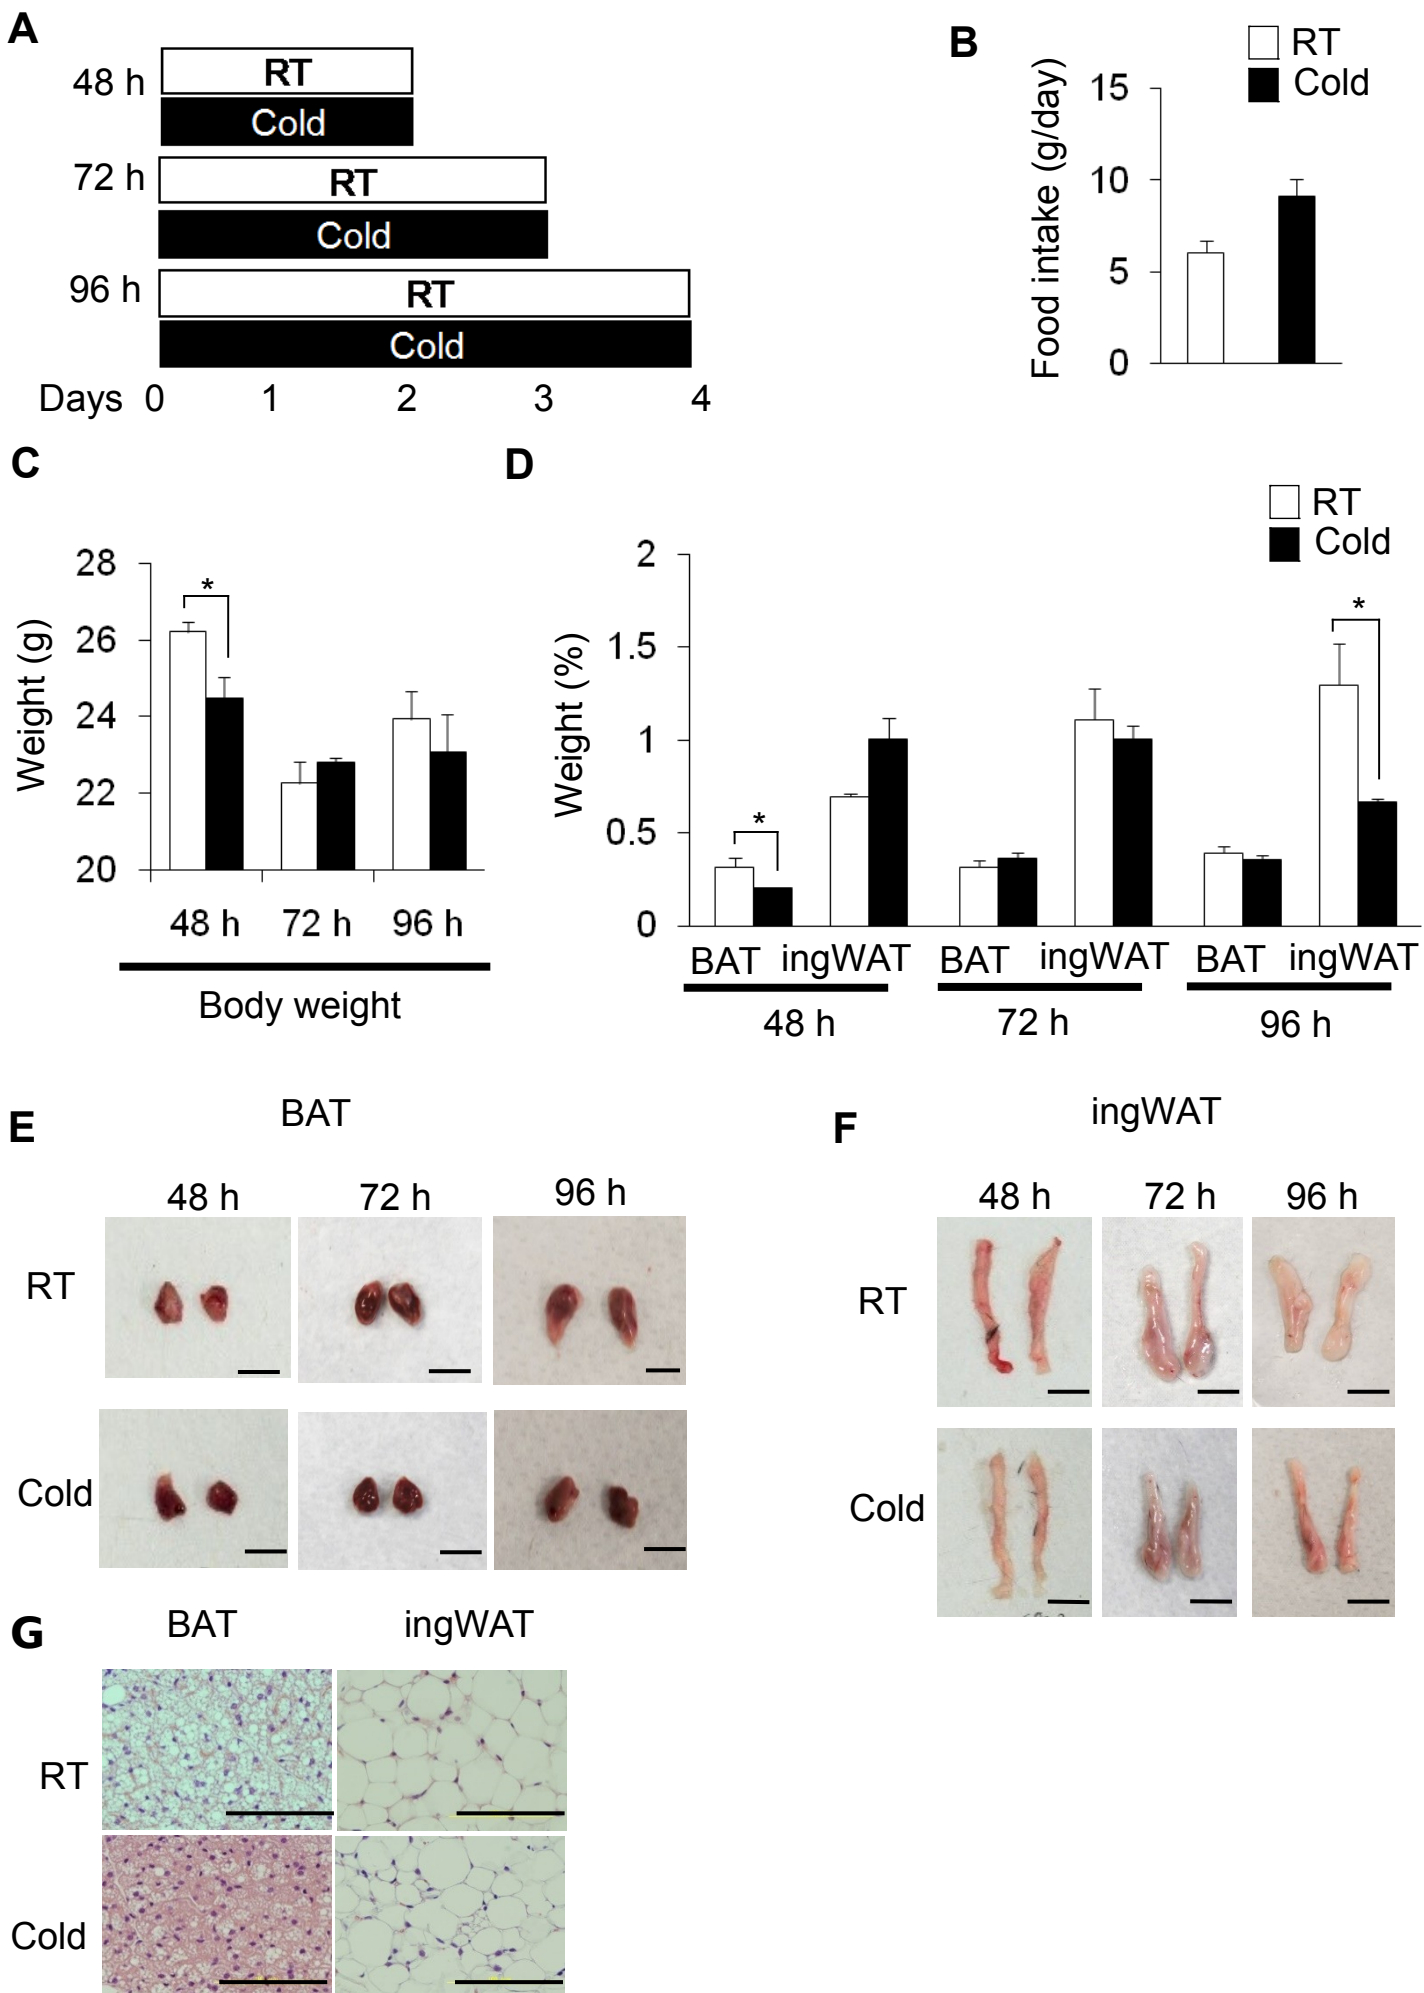 A
48 h
RT
Cold
72 h
RT
Cold
96 h
RT
Cold
Days 0 1 2 3 4
B
RT
Cold
Food intake (g/day)
15
10
5
0
C
Weight (g)
28
26
24
22
20
*
48 h 72 h 96 h
Body weight
D
RT
Cold
Weight (%)
2
1.5
1
0.5
0
*
*
BAT ingWAT BAT ingWAT BAT ingWAT
48 h 72 h 96 h
E
BAT
48 h 72 h 96 h
RT
Cold
F
ingWAT
48 h 72 h 96 h
RT
Cold
G
BAT ingWAT
RT
Cold